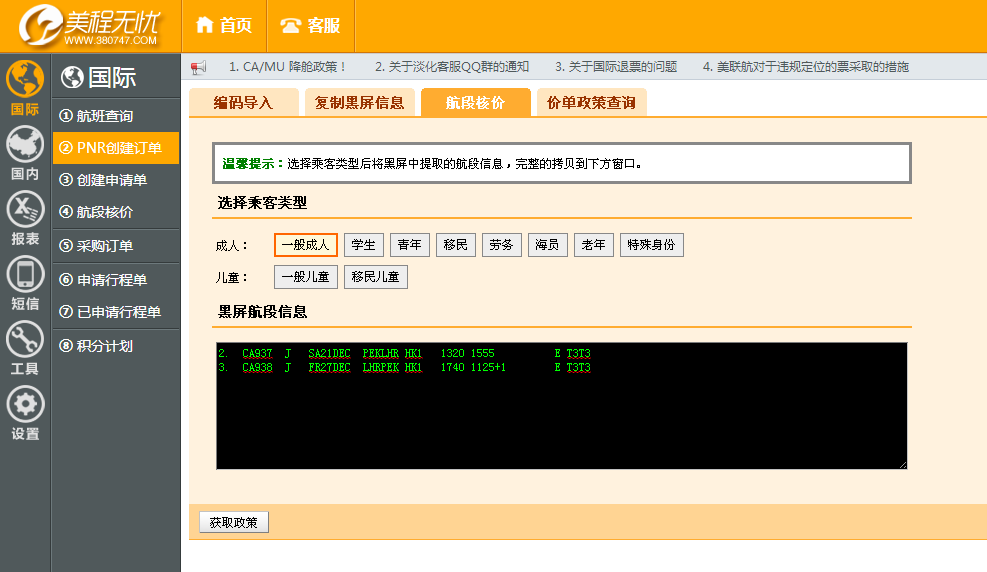 美程无忧
WWW.380747.COM
首页
客服
1. CA/MU 降舱政策！
2. 关于淡化客服QQ群的通知
3. 关于国际退票的问题
4. 美联航对于违规定位的票采取的措施
国际
国内
报表
短信
工具
设置
国际
① 航班查询
② PNR创建订单
③ 创建申请单
④ 航段核价
⑤ 采购订单
⑥ 申请行程单
⑦ 已申请行程单
⑧ 积分计划
编码导入
复制黑屏信息
航段核价
价单政策查询
温馨提示：选择乘客类型后将黑屏中提取的航段信息，完整的拷贝到下方窗口。
选择乘客类型
成人： 一般成人 学生 青年 移民 劳务 海员 老年 特殊身份
儿童： 一般儿童 移民儿童
黑屏航段信息
2. CA937 J SA21DEC PEKLHR HK1 1320 1555 E T3T3
3. CA938 J FR27DEC LHRPEK HK1 1740 1125+1 E T3T3
获取政策